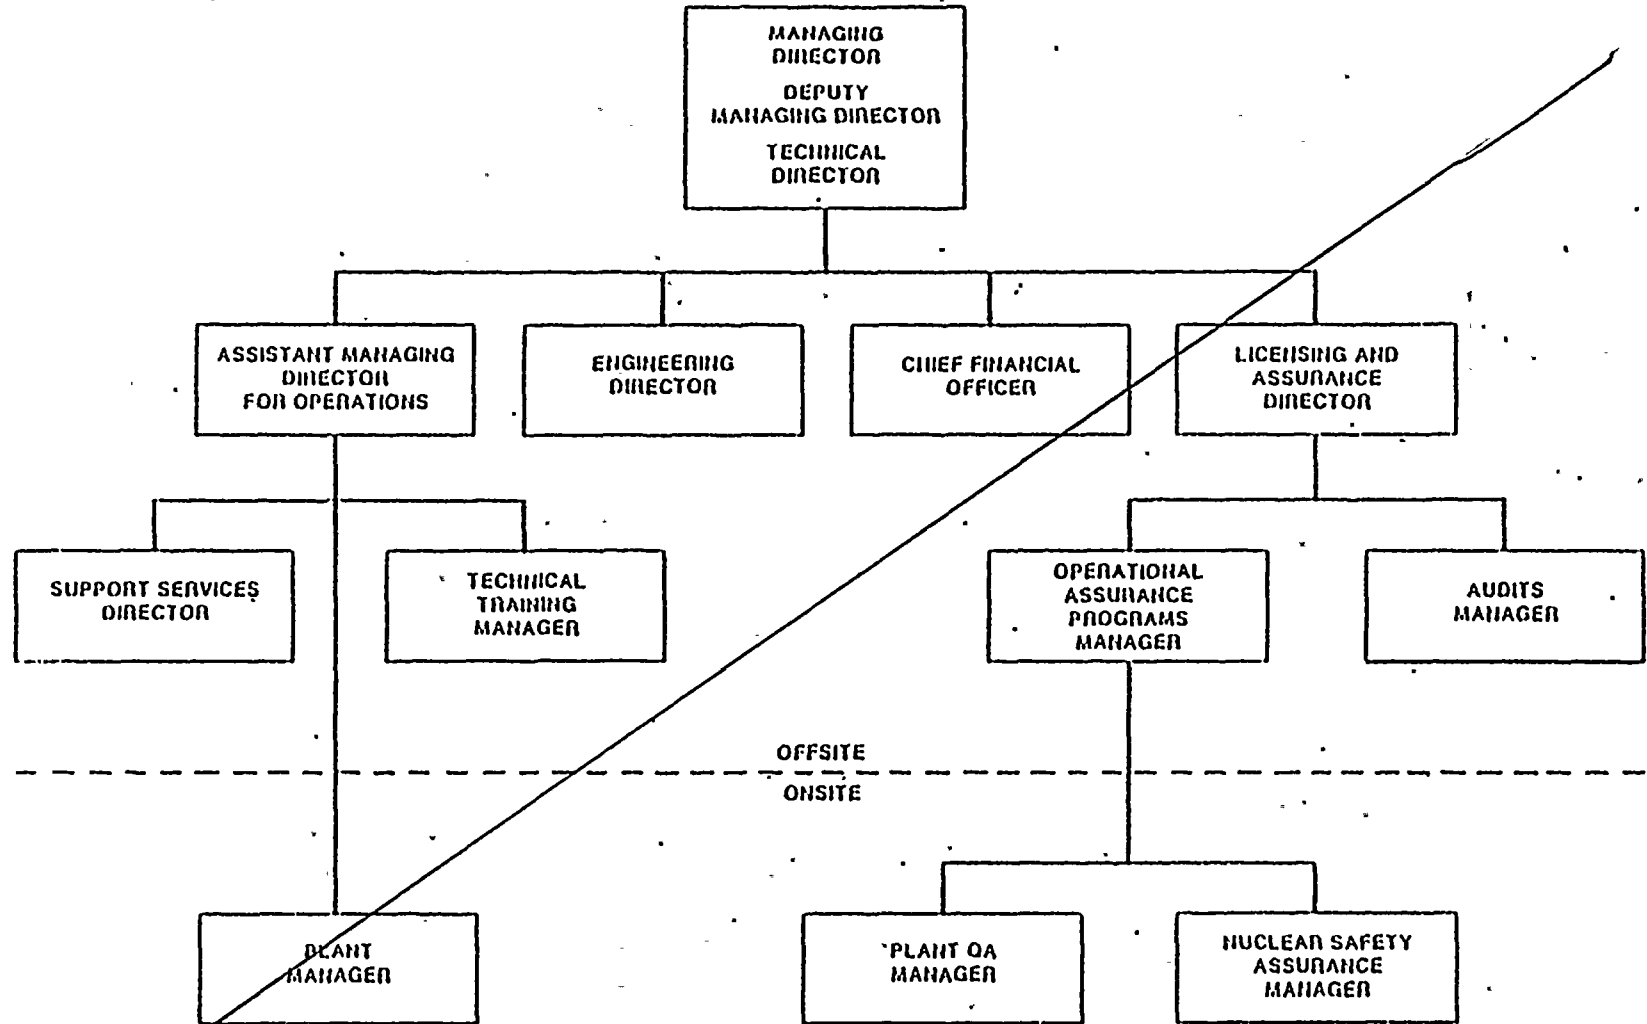 MANAGING
DIRECTOR
DEPUTY
MANAGING DIRECTOR
TECHNICAL
DIRECTOR
ASSISTANT MANAGING
DIRECTOR
FOR OPERATIONS
ENGINEERING
DIRECTOR
CHIEF FINANCIAL
OFFICER
LICENSING AND
ASSURANCE
DIRECTOR
SUPPORT SERVICES
DIRECTOR
TECHNICAL
TRAINING
MANAGER
OPERATIONAL
ASSURANCE
PROGRAMS
MANAGER
AUDITS
MANAGER
OFFSITE
ONSITE
PLANT
MANAGER
PLANT QA
MANAGER
NUCLEAR SAFETY
ASSURANCE
MANAGER